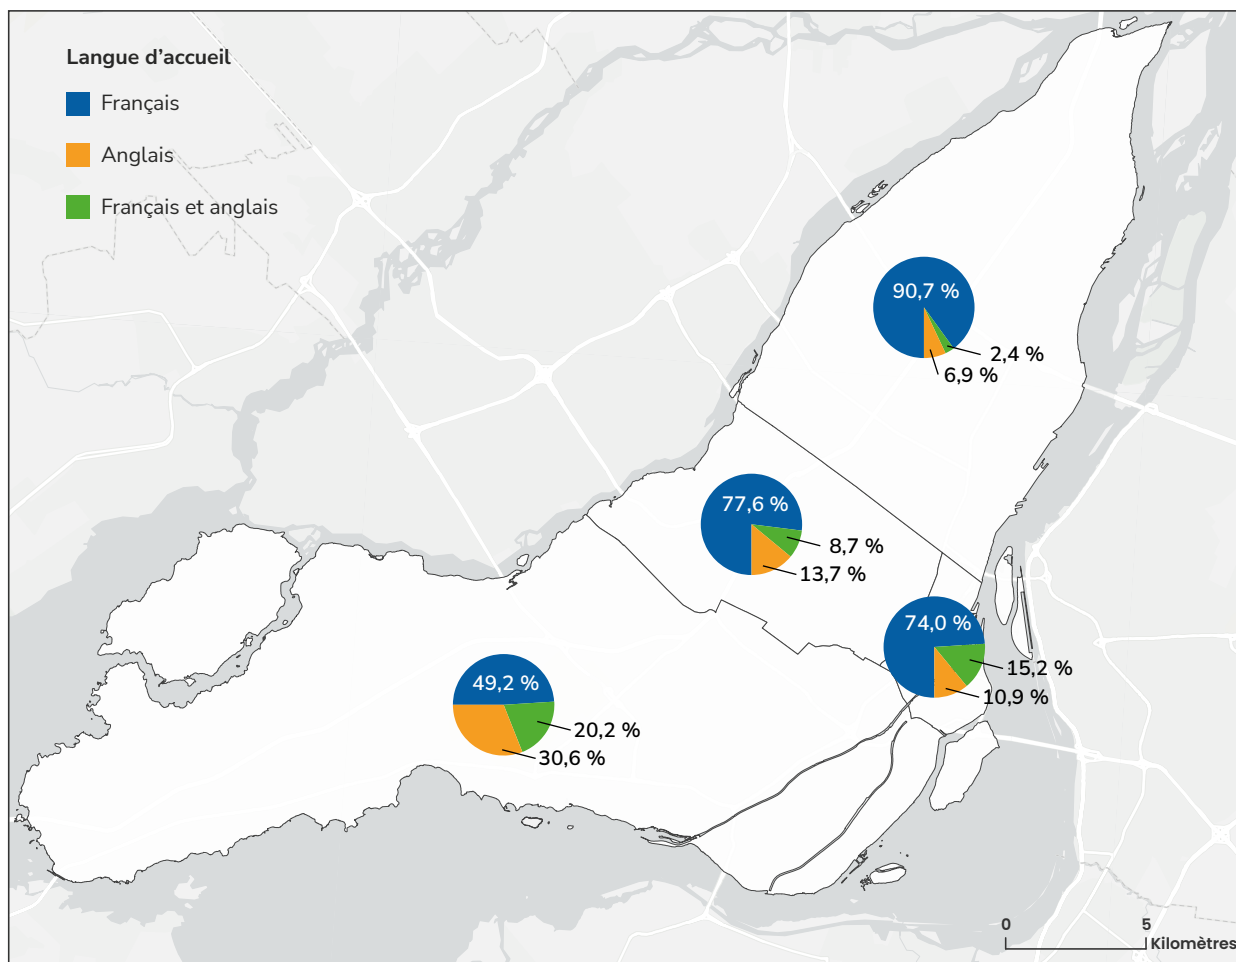 Langue d’accueil
Français
Anglais
Français et anglais
90,7 %
2,4 %
6,9 %
77,6 %
8,7 %
13,7 %
74,0 %
15,2 %
10,9 %
49,2 %
20,2 %
30,6 %
0 5
Kilomètres